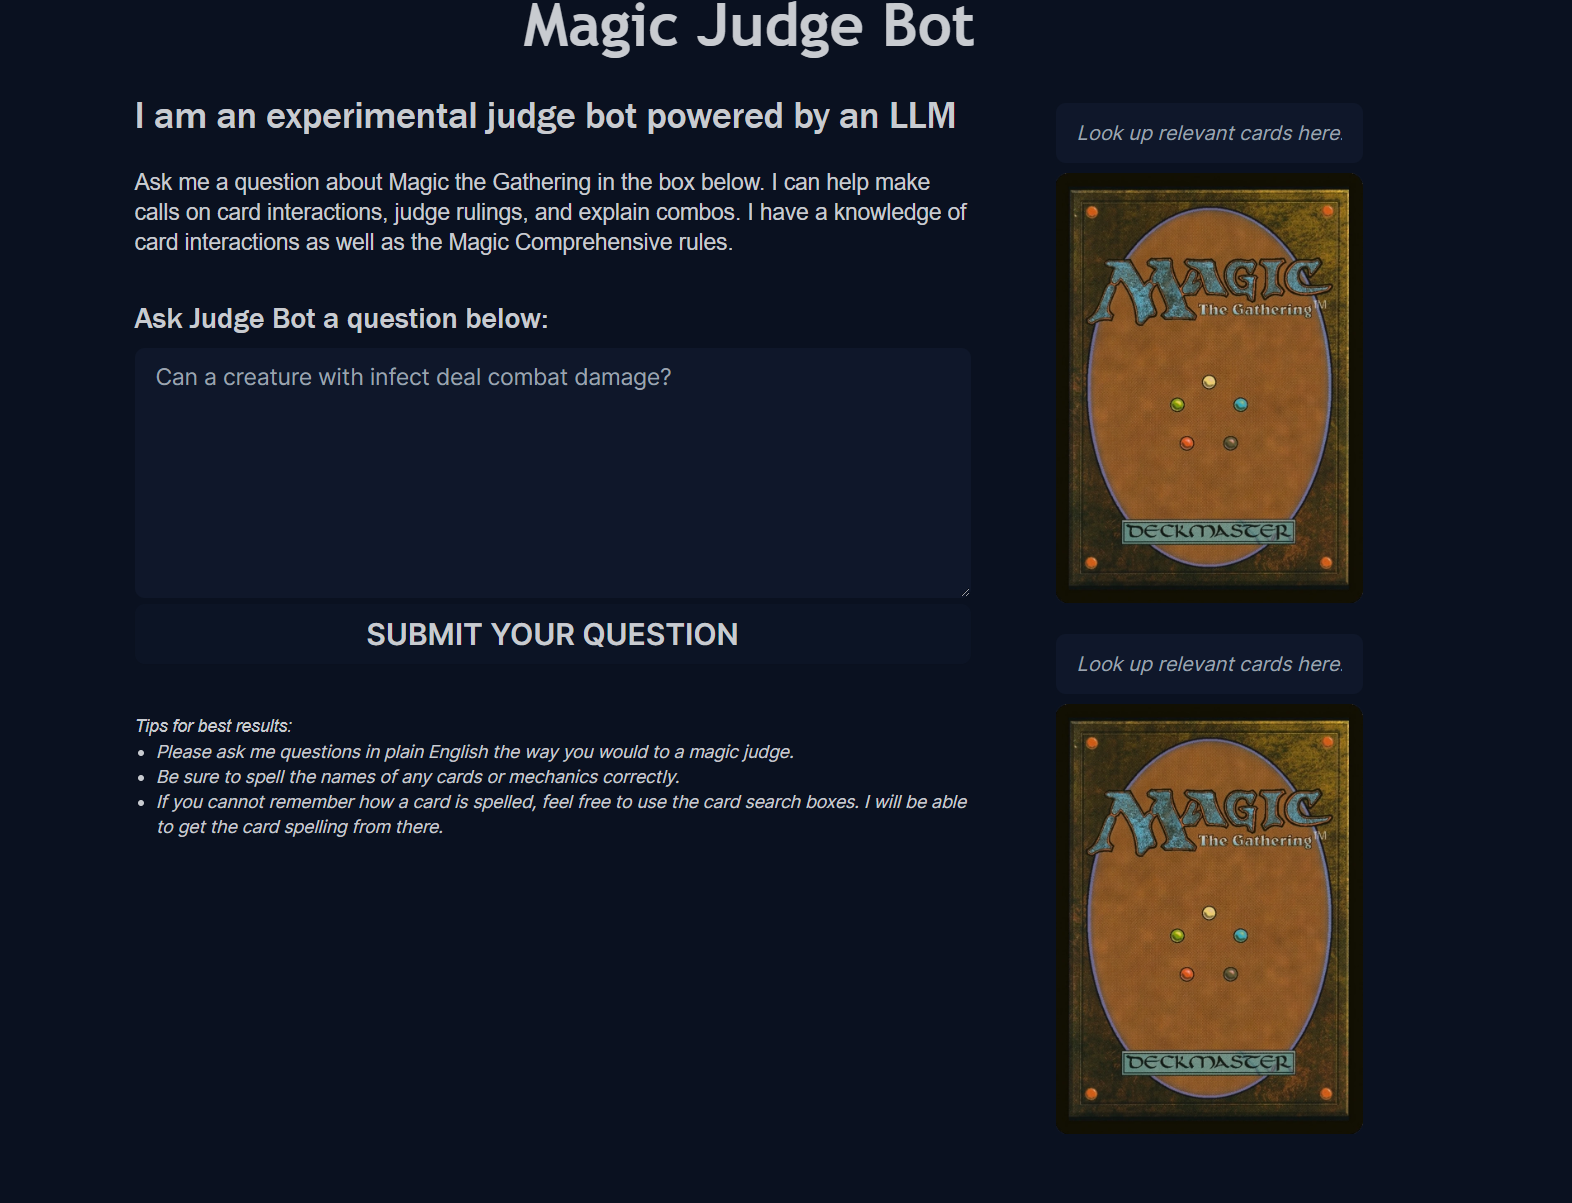 Magic Judge Bot
I am an experimental judge bot powered by an LLM
Ask me a question about Magic the Gathering in the box below. I can help make
calls on card interactions, judge rulings, and explain combos. I have a knowledge of
card interactions as well as the Magic Comprehensive rules.
Ask Judge Bot a question below:
Can a creature with infect deal combat damage?
SUBMIT YOUR QUESTION
Tips for best results:
• Please ask me questions in plain English the way you would to a magic judge.
• Be sure to spell the names of any cards or mechanics correctly.
• If you cannot remember how a card is spelled, feel free to use the card search boxes. I will be able
to get the card spelling from there.
Look up relevant cards here.
MAGIC
The Gathering™
DECKMASTER
Look up relevant cards here.
MAGIC
The Gathering™
DECKMASTER